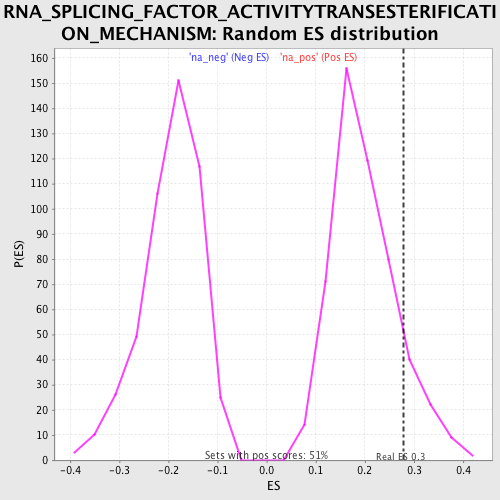 RNA_SPLICING_FACTOR_ACTIVITYTRANSESTERIFICATI
ON_MECHANISM: Random ES distribution
'na_neg' (Neg ES) 'na_pos' (Pos ES)
160
150
140
130
120
110
100
90
80
70
60
50
40
30
20
10
0
P(ES)
Sets with pos scores: 51%
Real ES 0.3
-0.4 -0.3 -0.2 -0.1 0.0 0.1 0.2 0.3 0.4
ES